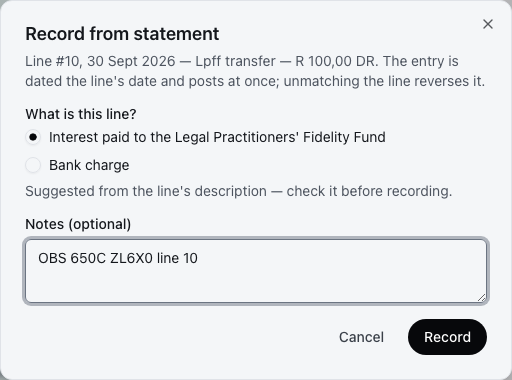 Record from statement
Line #10, 30 Sept 2026 — Lpff transfer — R 100,00 DR. The entry is
dated the line's date and posts at once; unmatching the line reverses it.
What is this line?
Interest paid to the Legal Practitioners' Fidelity Fund
Bank charge
Suggested from the line's description — check it before recording.
Notes (optional)
OBS 650C ZL6X0 line 10
Cancel
Record